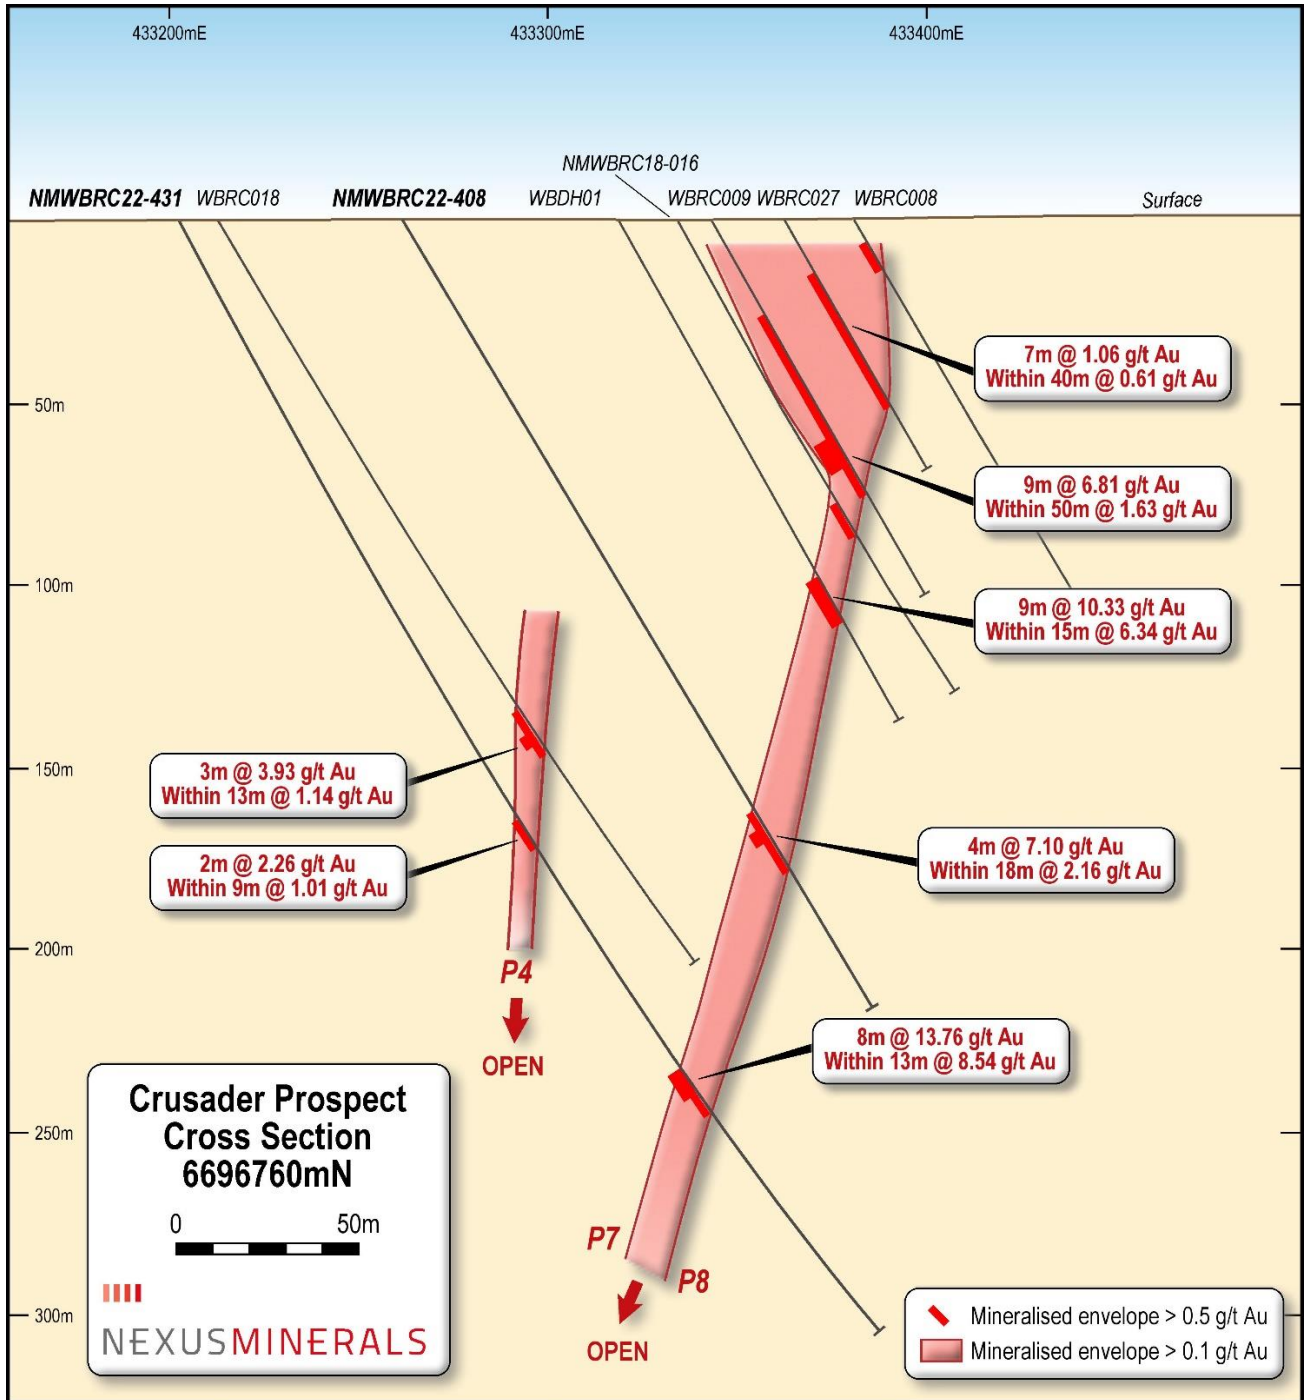 433200mE
433300mE
433400mE
NMWBRC18-016
NMWBRC22-431
WBRC018
NMWBRC22-408
WBDH01
WBRC009
WBRC027
WBRC008
Surface
7m @ 1.06 g/t Au
Within 40m @ 0.61 g/t Au
50m
9m @ 6.81 g/t Au
Within 50m @ 1.63 g/t Au
100m
9m @ 10.33 g/t Au
Within 15m @ 6.34 g/t Au
150m
3m @ 3.93 g/t Au
Within 13m @ 1.14 g/t Au
2m @ 2.26 g/t Au
Within 9m @ 1.01 g/t Au
4m @ 7.10 g/t Au
Within 18m @ 2.16 g/t Au
200m
P4
OPEN
8m @ 13.76 g/t Au
Within 13m @ 8.54 g/t Au
Crusader Prospect
Cross Section
6696760mN
0 50m
NEXUSMINERALS
250m
P7
P8
OPEN
300m
Mineralised envelope > 0.5 g/t Au
Mineralised envelope > 0.1 g/t Au